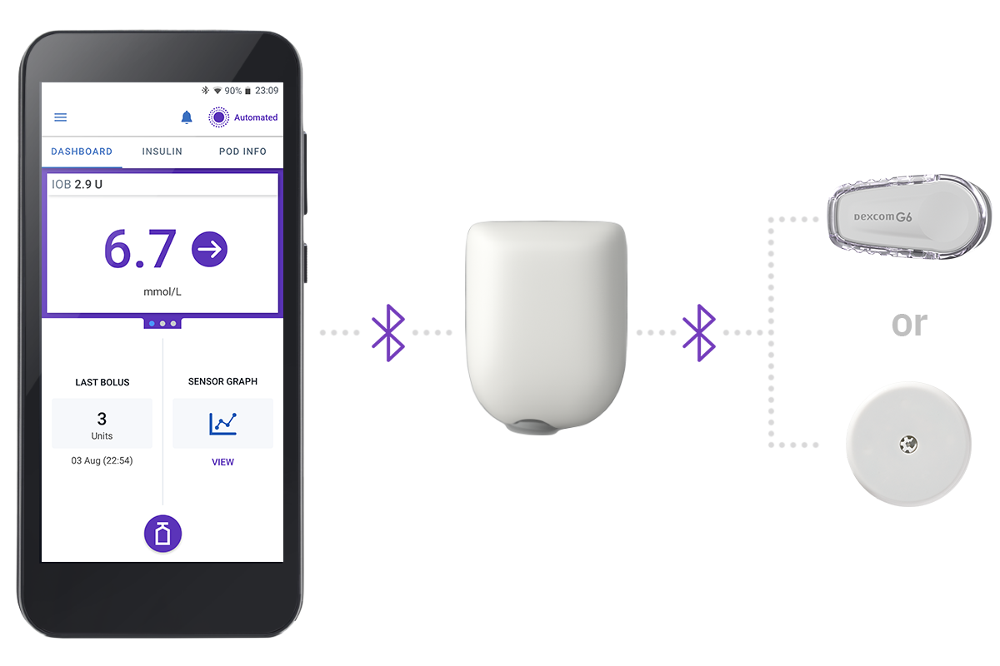 90% 23:09
Automated
DASHBOARD INSULIN POD INFO
IOB 2.9 U
6.7
mmol/L
LAST BOLUS SENSOR GRAPH
3
Units
03 Aug (22:54)
VIEW
Dexcom G6
or